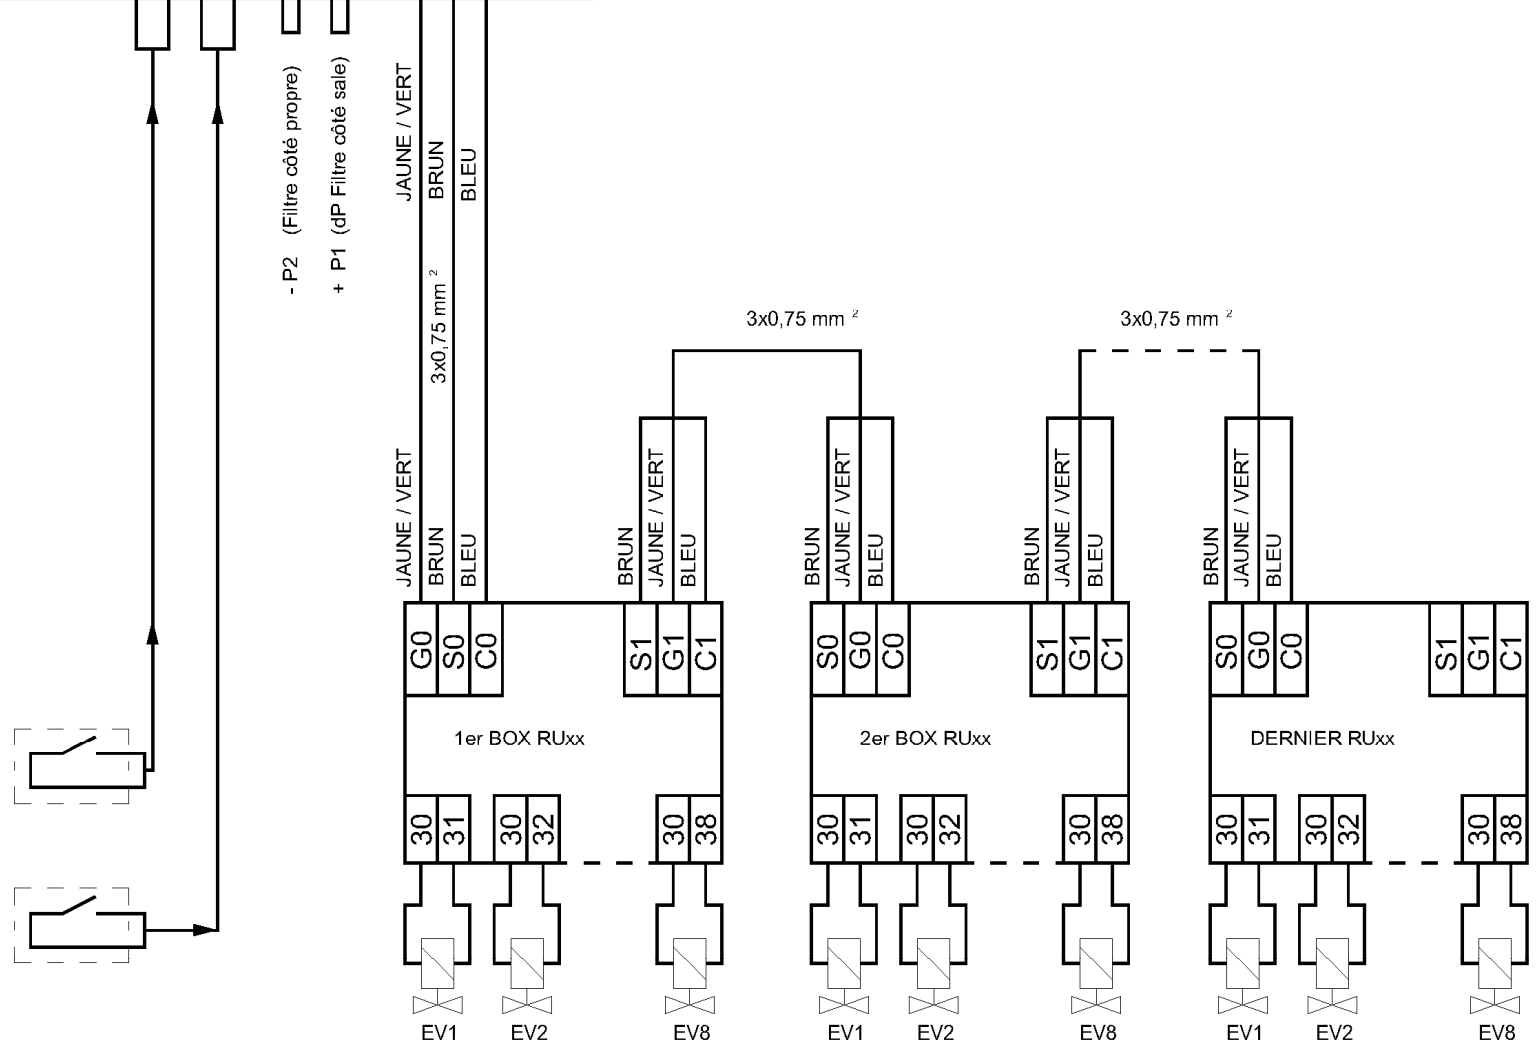 - P2 (Filtre côté propre)
+ P1 (dP Filtre côté sale)
JAUNE / VERT
BRUN
BLEU
3x0,75 mm ²
3x0,75 mm ²
3x0,75 mm ²
JAUNE / VERT
BRUN
BLEU
BRUN
JAUNE / VERT
BLEU
BRUN
JAUNE / VERT
BLEU
BRUN
JAUNE / VERT
BLEU
BRUN
JAUNE / VERT
BLEU
G0 S0 C0 S1 G1 C1
S0 G0 C0 S1 G1 C1
S0 G0 C0 S1 G1 C1
1er BOX RUxx
2er BOX RUxx
DERNIER RUxx
30 31 30 32 30 38
30 31 30 32 30 38
30 31 30 32 30 38
EV1 EV2 EV8
EV1 EV2 EV8
EV1 EV2 EV8